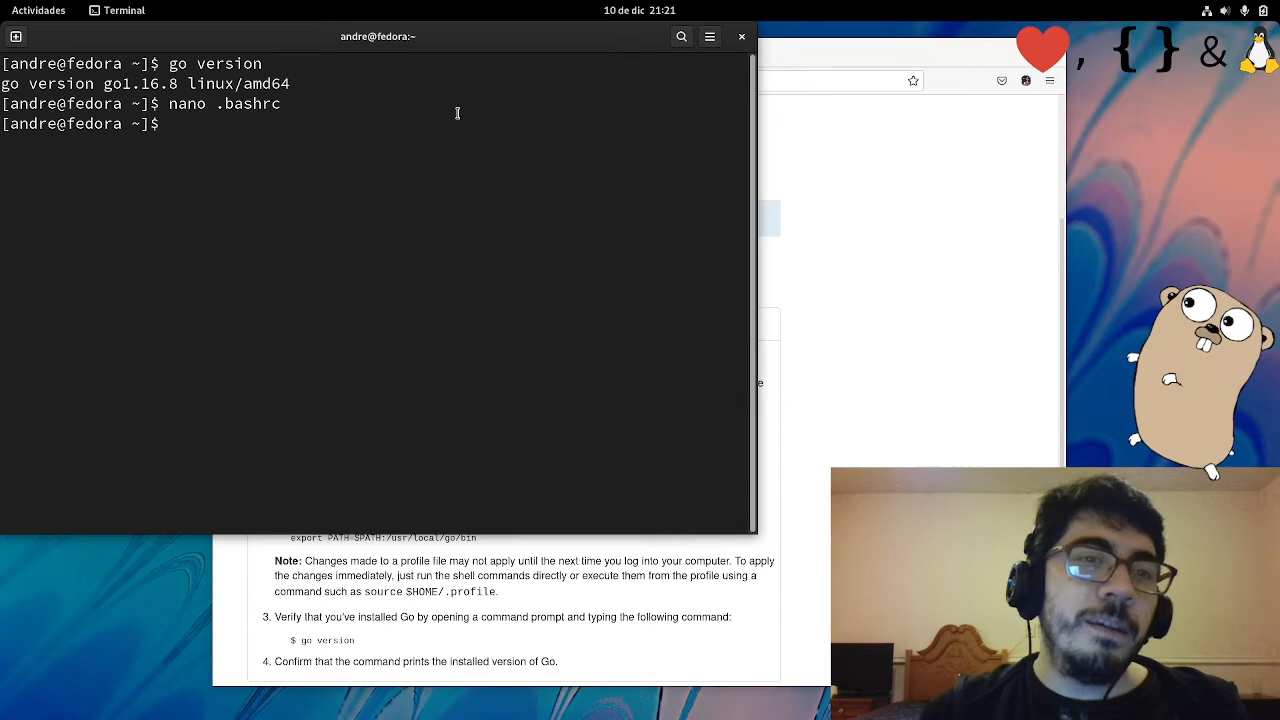 Actividades
Terminal
10 de dic 21:21
andre@fedora:~
, { } &
[andre@fedora ~]$ go version
go version go1.16.8 linux/amd64
[andre@fedora ~]$ nano .bashrc
[andre@fedora ~]$
e
export PATH=$PATH:/usr/local/go/bin
Note: Changes made to a profile file may not apply until the next time you log into your computer. To apply
the changes immediately, just run the shell commands directly or execute them from the profile using a
command such as source $HOME/.profile.
3. Verify that you've installed Go by opening a command prompt and typing the following command:
$ go version
4. Confirm that the command prints the installed version of Go.